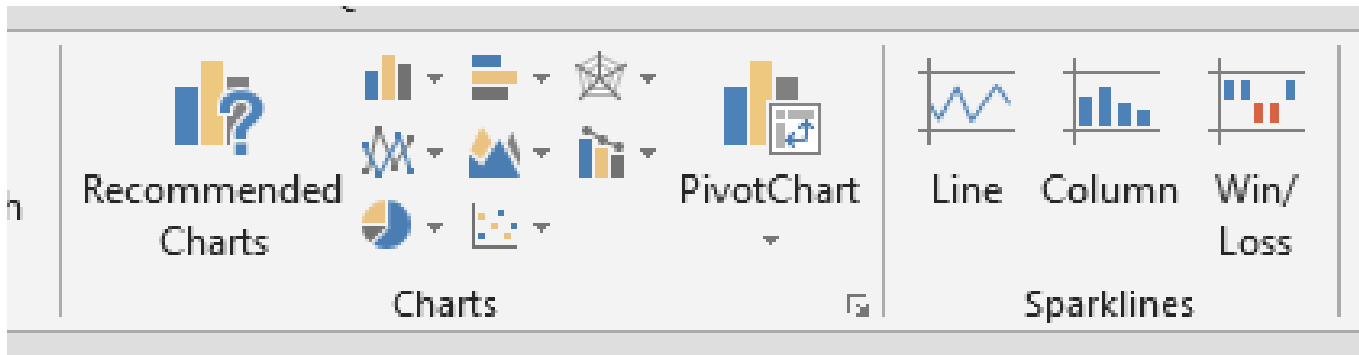 Recommended
Charts
PivotChart
Charts
Line
Column
Win/
Loss
Sparklines